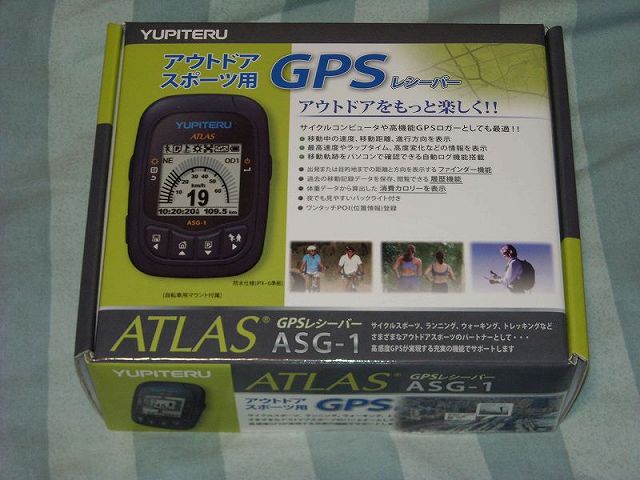 YUPITERU
アウトドア
スポーツ用
GPS レシーバー
アウトドアをもっと楽しく!!
サイクルコンピュータや高機能GPSロガーとしても最適!!
● 移動中の速度、移動距離、進行方向を表示
● 最高速度やラップタイム、高度変化などの情報を表示
● 移動軌跡をパソコンで確認できる自動ログ機能搭載
● 出発または目的地までの距離と方向を表示するファインダー機能
● 過去の移動記録データを保存、閲覧できる履歴機能
● 体重データから算出した消費カロリーを表示
● 夜でも見やすいバックライト付き
● ワンタッチPOI(位置情報)登録
YUPITERU
ATLAS
NE
OD1
km/h
19
10:20:20
109.5 km
ASG-1
防水仕様(IPX-6準拠)
(自転車用マウント付属)
ATLAS®
GPSレシーバー
ASG-1
サイクルスポーツ、ランニング、ウォーキング、トレッキングなど
さまざまなアウトドアスポーツのパートナーとして・・・
高感度GPSが実現する充実の機能でサポートします
YUPITERU
ATLAS®
GPSレシーバー
ASG-1
アウトドア
スポーツ用
GPS